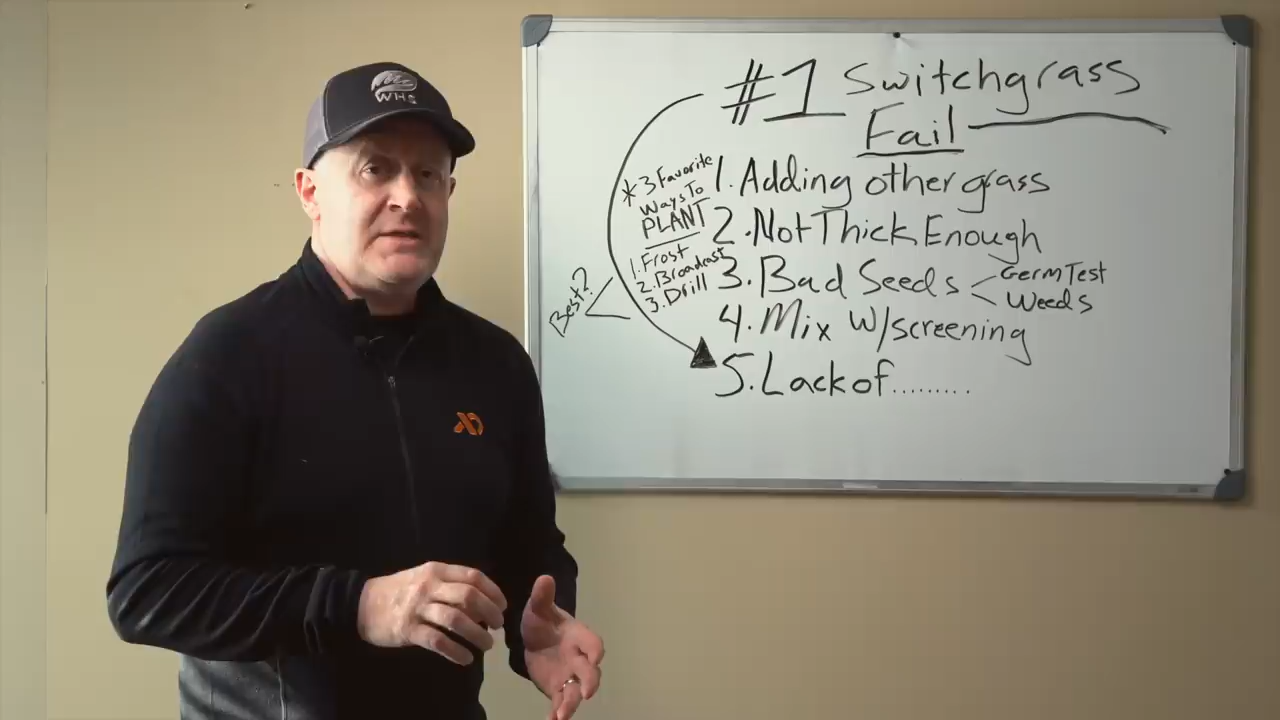 WHS
#1 Switchgrass
Fail
1. Adding other grass
2. Not Thick Enough
3. Bad Seeds
Germ Test
Weeds
4. Mix W/screening
5. Lack of.........
* 3 Favorite
Ways To
PLANT
1. Frost
2. Broadcast
3. Drill
Best?